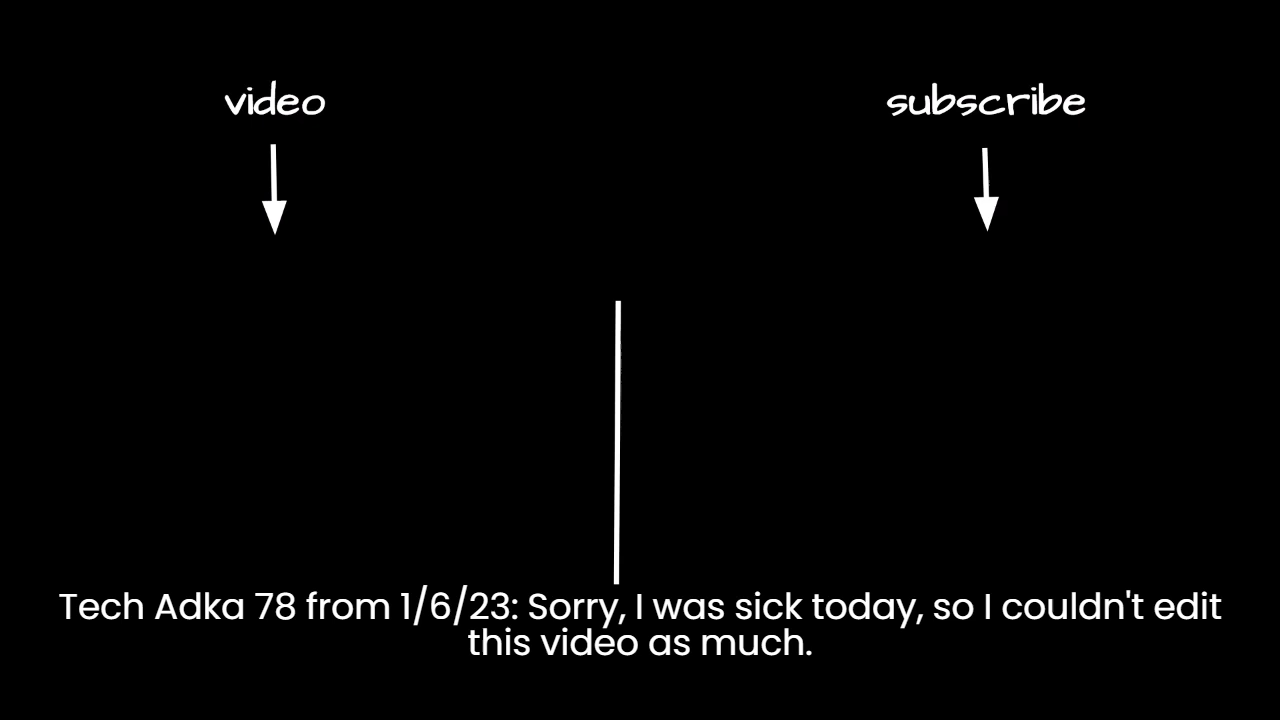 video
subscribe
Tech Adka 78 from 1/6/23: Sorry, I was sick today, so I couldn't edit
this video as much.